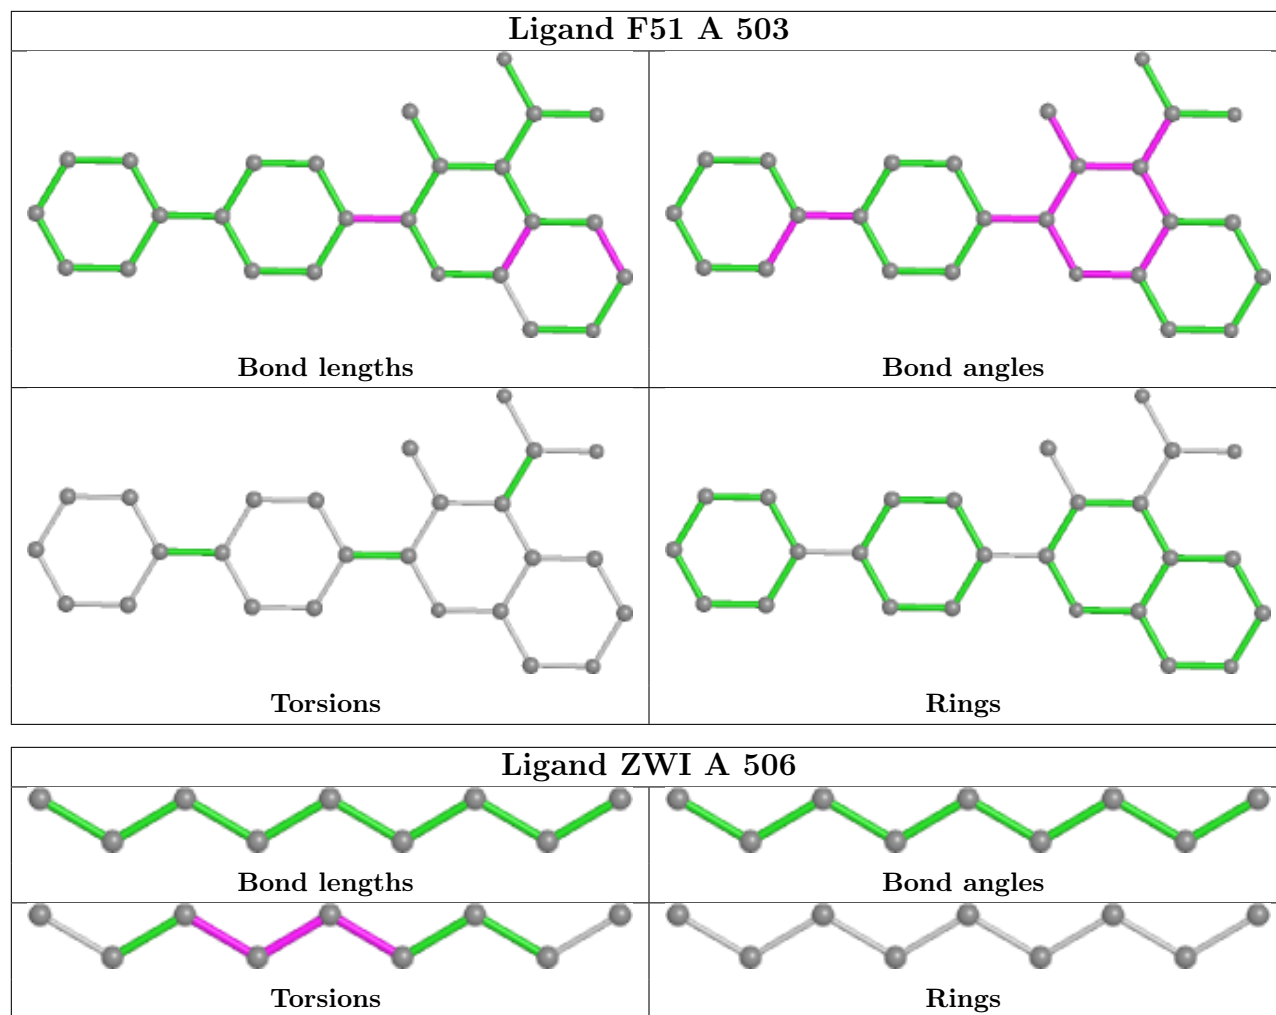 Ligand F51 A 503
Bond lengths
Bond angles
Torsions
Rings
Ligand ZWI A 506
Bond lengths
Bond angles
Torsions
Rings